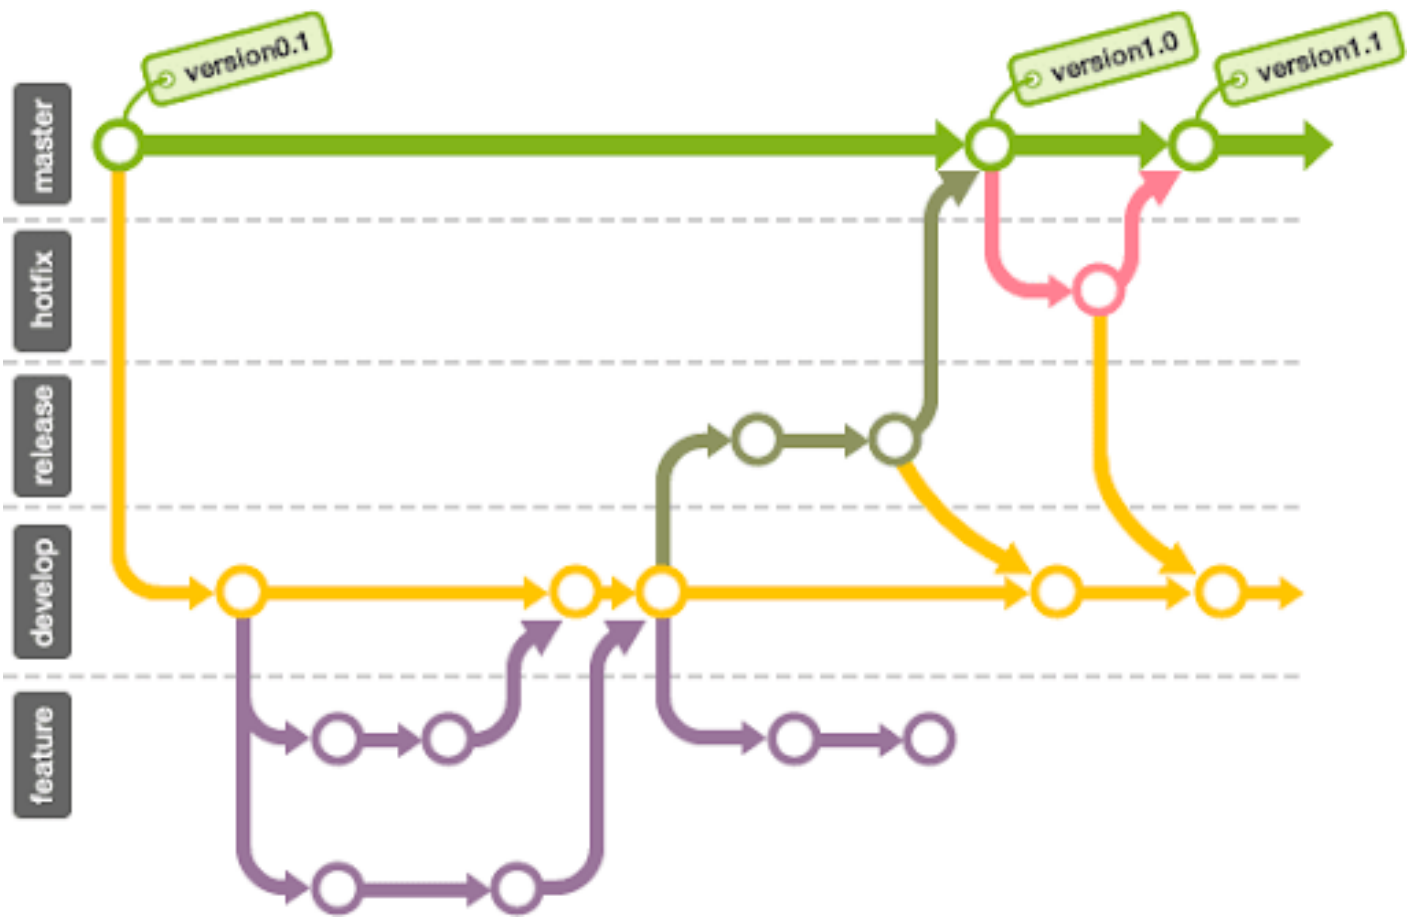 version0.1
version1.0
version1.1
master
hotfix
release
develop
feature